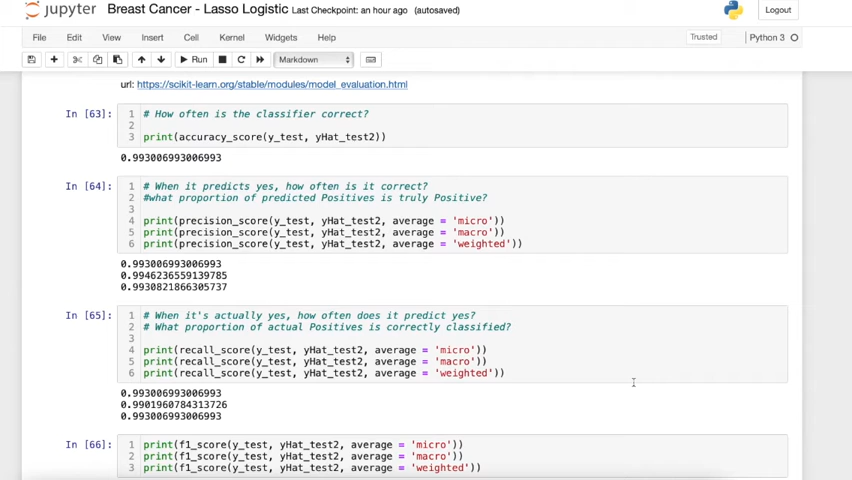 jupyter Breast Cancer - Lasso Logistic Last Checkpoint: an hour ago (autosaved)
Logout
File Edit View Insert Cell Kernel Widgets Help
Trusted Python 3
Run Markdown
url: https://scikit-learn.org/stable/modules/model_evaluation.html
In [63]:
1 # How often is the classifier correct?
2
3 print(accuracy_score(y_test, yHat_test2))
0.993006993006993
In [64]:
1 # When it predicts yes, how often is it correct?
2 #what proportion of predicted Positives is truly Positive?
3
4 print(precision_score(y_test, yHat_test2, average = 'micro'))
5 print(precision_score(y_test, yHat_test2, average = 'macro'))
6 print(precision_score(y_test, yHat_test2, average = 'weighted'))
0.993006993006993
0.9946236559139785
0.9930821866305737
In [65]:
1 # When it's actually yes, how often does it predict yes?
2 # What proportion of actual Positives is correctly classified?
3
4 print(recall_score(y_test, yHat_test2, average = 'micro'))
5 print(recall_score(y_test, yHat_test2, average = 'macro'))
6 print(recall_score(y_test, yHat_test2, average = 'weighted'))
0.993006993006993
0.9901960784313726
0.993006993006993
In [66]:
1 print(f1_score(y_test, yHat_test2, average = 'micro'))
2 print(f1_score(y_test, yHat_test2, average = 'macro'))
3 print(f1_score(y_test, yHat_test2, average = 'weighted'))